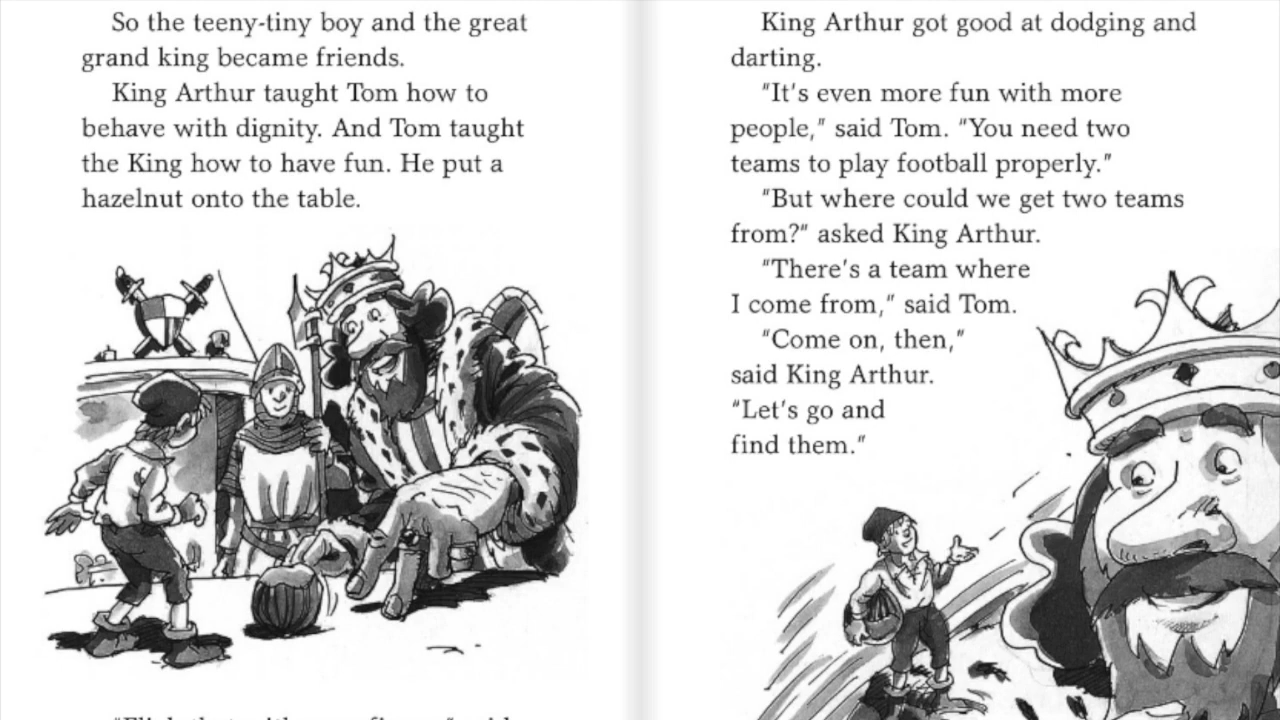 So the teeny-tiny boy and the great
grand king became friends.
King Arthur taught Tom how to
behave with dignity. And Tom taught
the King how to have fun. He put a
hazelnut onto the table.
King Arthur got good at dodging and
darting.
"It's even more fun with more
people," said Tom. "You need two
teams to play football properly."
"But where could we get two teams
from?" asked King Arthur.
"There's a team where
I come from," said Tom.
"Come on, then,"
said King Arthur.
"Let's go and
find them."